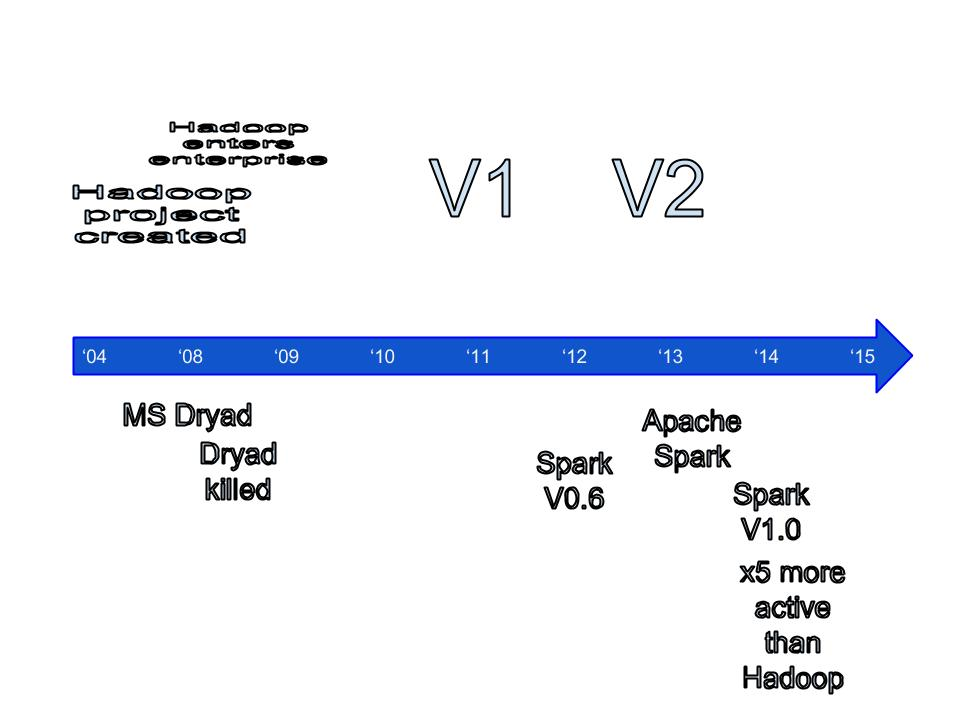 Hadoop
enters
enterprise
Hadoop
project
created
V1 V2
‘04 ‘08 ‘09 ‘10 ‘11 ‘12 ‘13 ‘14 ‘15
MS Dryad
Dryad
killed
Spark
V0.6
Apache
Spark
Spark
V1.0
x5 more
active
than
Hadoop